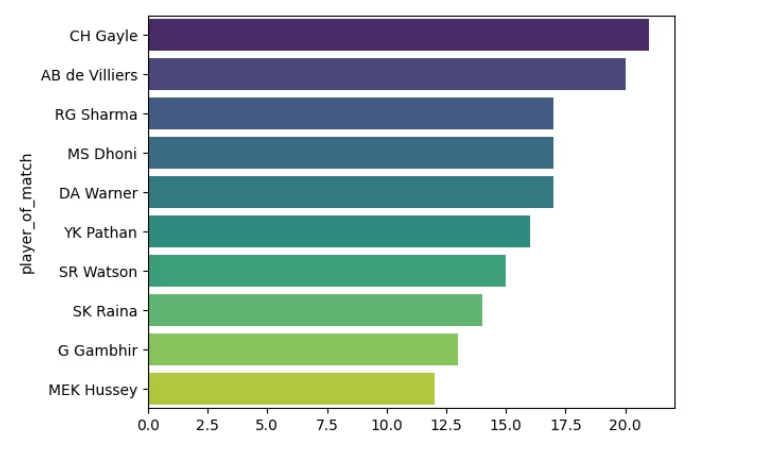 player_of_match
CH Gayle
AB de Villiers
RG Sharma
MS Dhoni
DA Warner
YK Pathan
SR Watson
SK Raina
G Gambhir
MEK Hussey
0.0 2.5 5.0 7.5 10.0 12.5 15.0 17.5 20.0